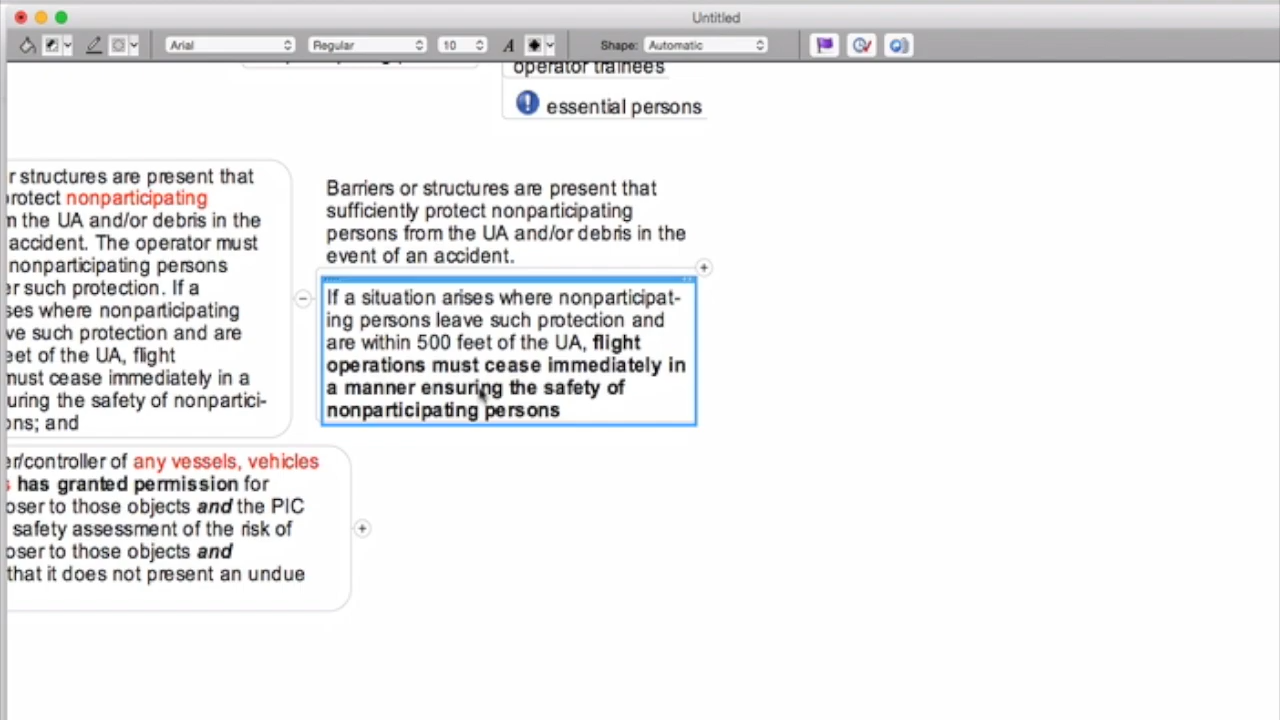 Untitled
Arial Regular 10 A Shape: Automatic
operator trainees
essential persons
r structures are present that
protect nonparticipating
m the UA and/or debris in the
accident. The operator must
nonparticipating persons
er such protection. If a
ses where nonparticipating
ve such protection and are
eet of the UA, flight
must cease immediately in a
uring the safety of nonpartici-
ons; and
Barriers or structures are present that
sufficiently protect nonparticipating
persons from the UA and/or debris in the
event of an accident.
If a situation arises where nonparticipat-
ing persons leave such protection and
are within 500 feet of the UA, flight
operations must cease immediately in
a manner ensuring the safety of
nonparticipating persons
er/controller of any vessels, vehicles
s has granted permission for
oser to those objects and the PIC
safety assessment of the risk of
oser to those objects and
that it does not present an undue